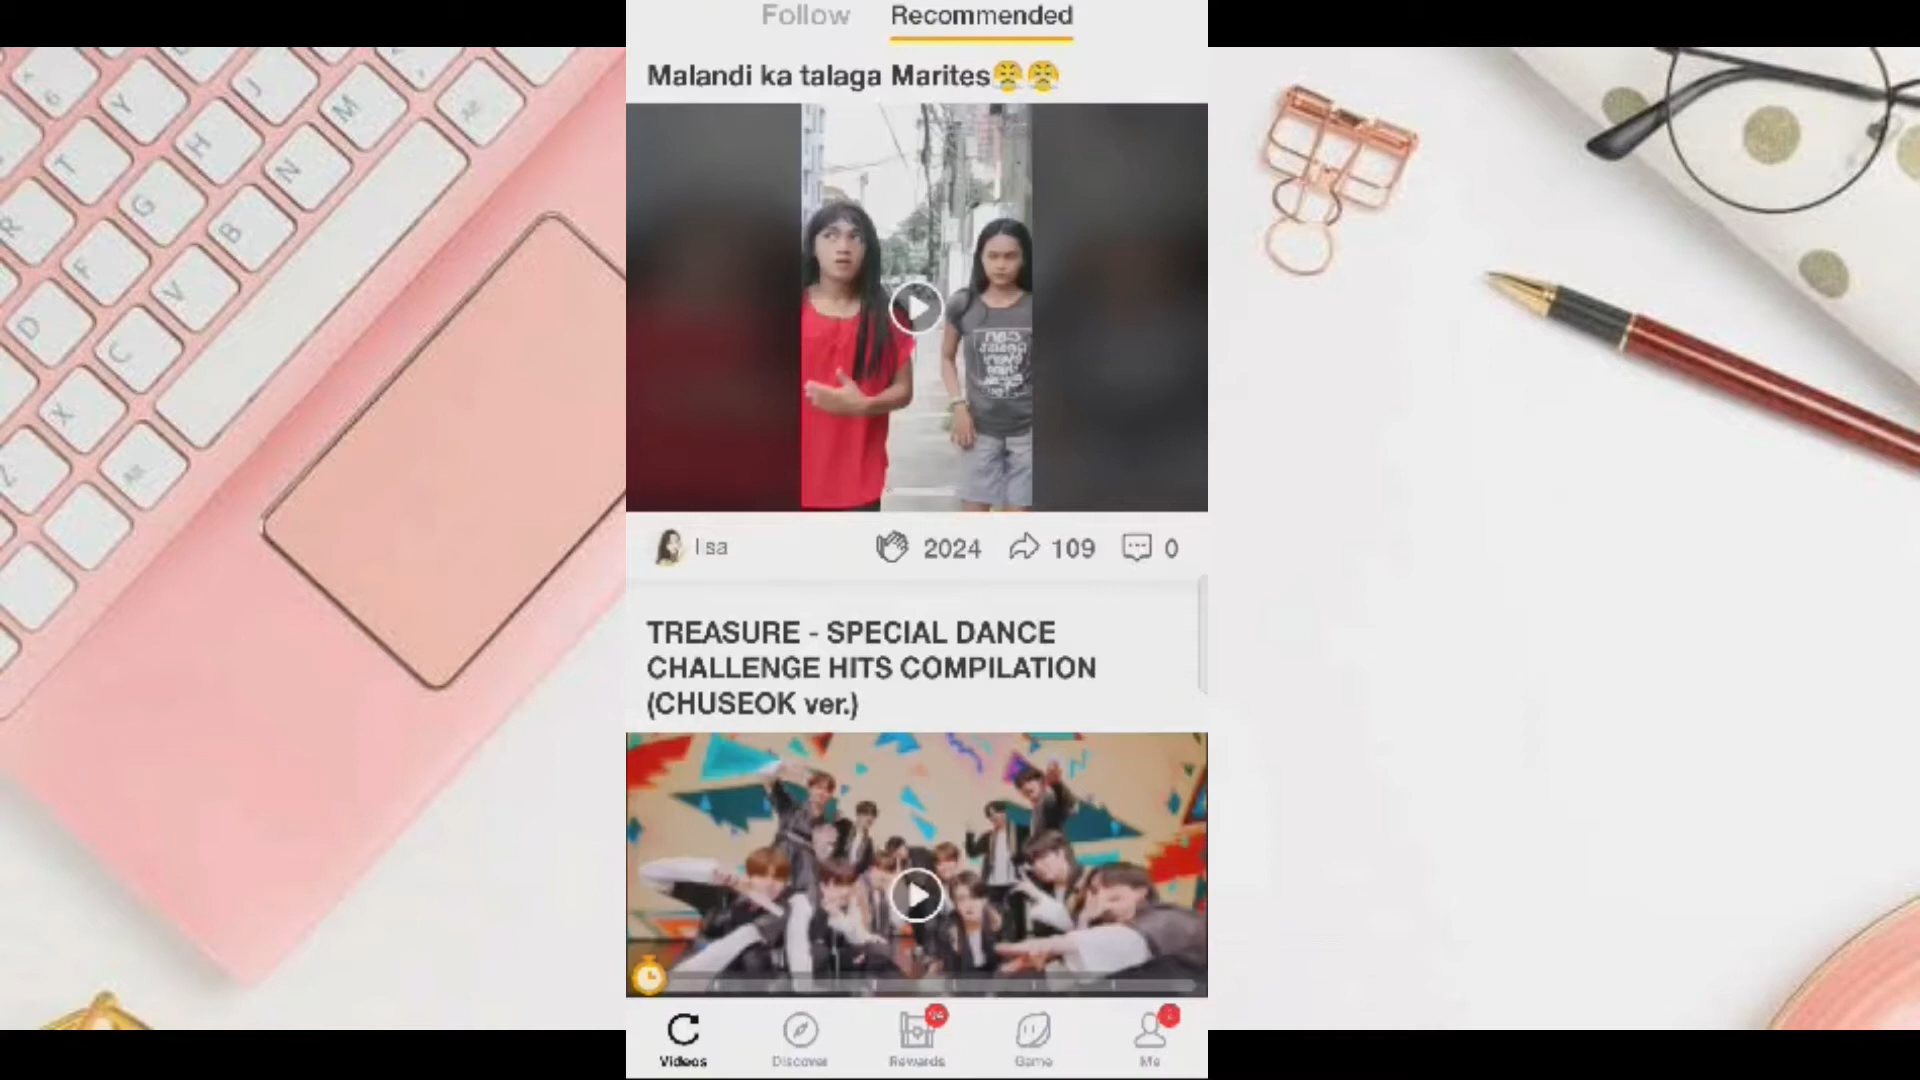 Follow Recommended
Malandi ka talaga Marites😤😤
lisa 2024 109 0
TREASURE - SPECIAL DANCE
CHALLENGE HITS COMPILATION
(CHUSEOK ver.)
Videos Discover Rewards Game Me